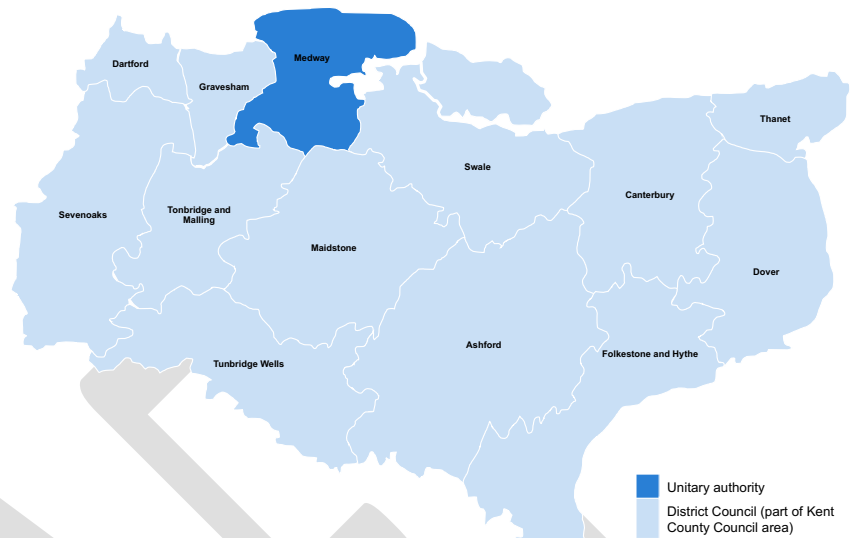 Medway
Dartford
Gravesham
Thanet
Swale
Canterbury
Sevenoaks
Tonbridge and
Malling
Maidstone
Dover
Ashford
Folkestone and Hythe
Tunbridge Wells
Unitary authority
District Council (part of Kent
County Council area)